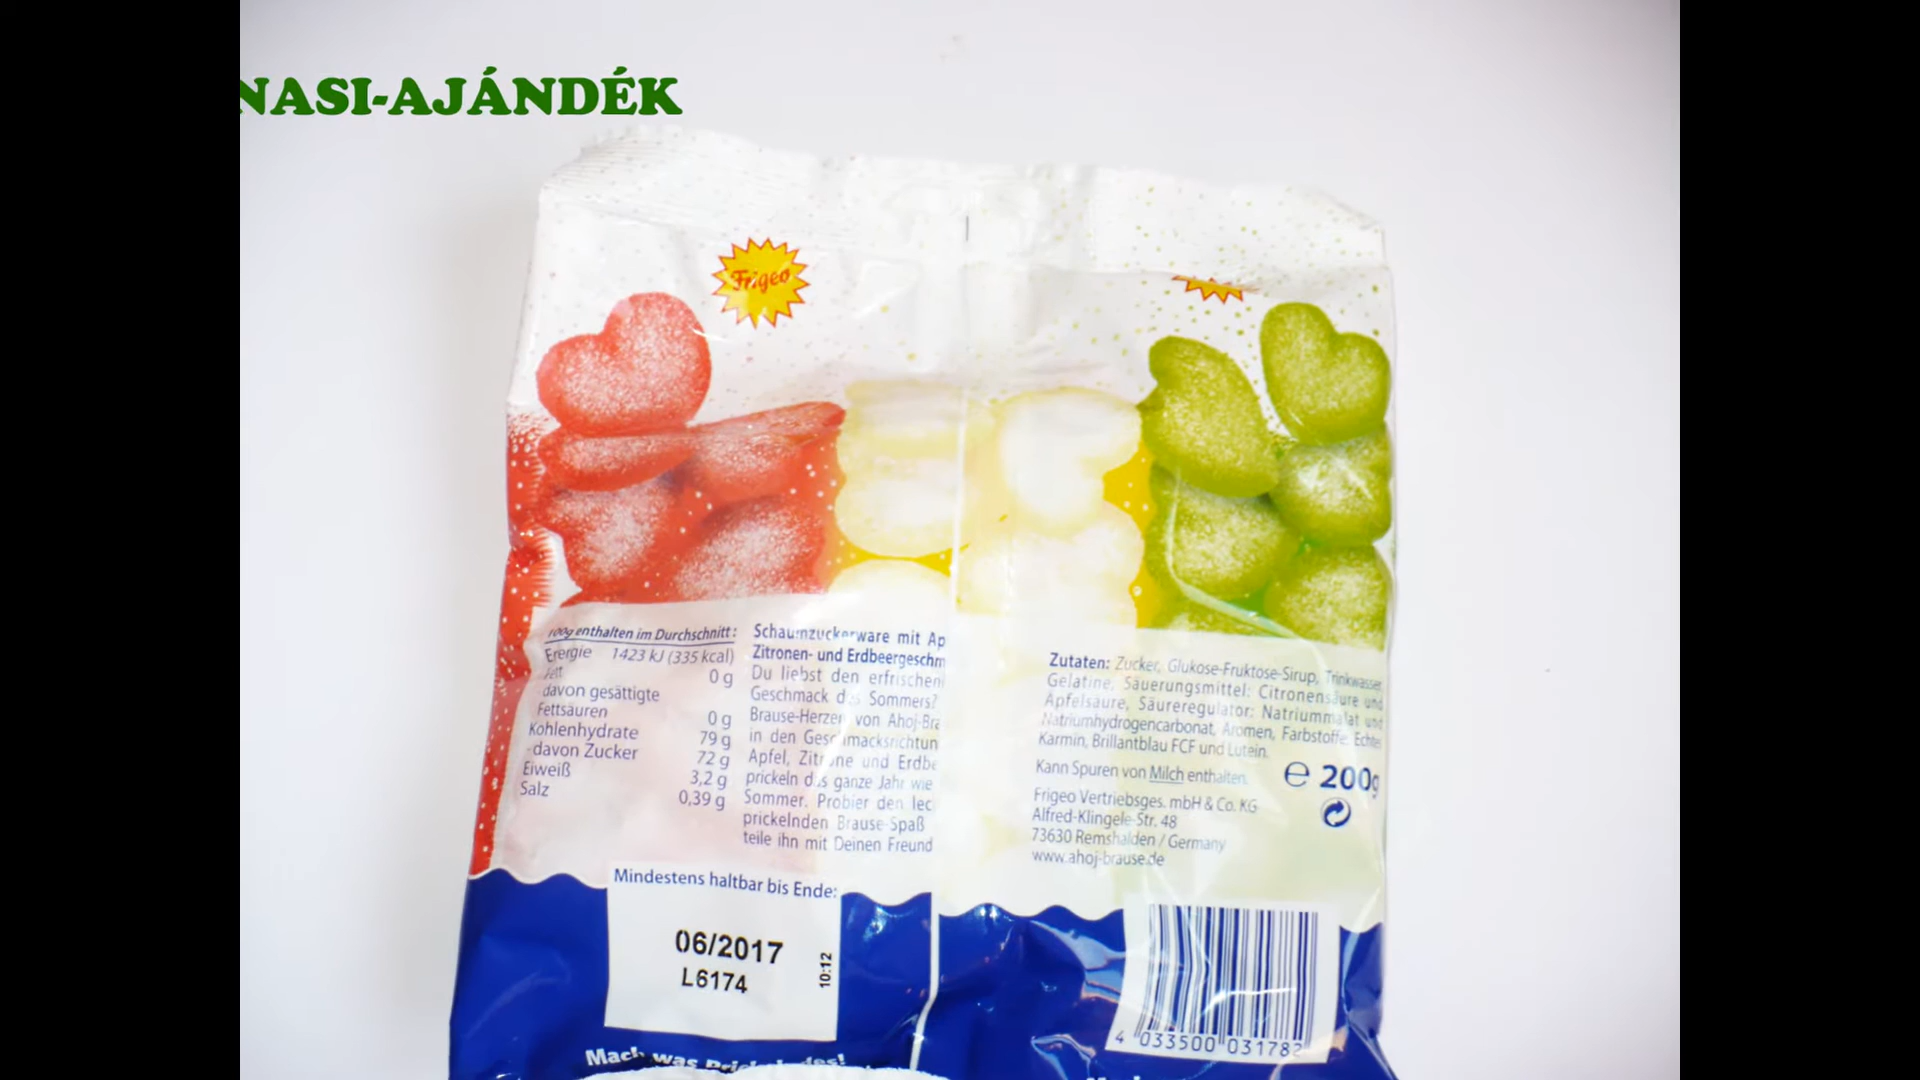 NASI-AJÁNDÉK
Frigeo
100g enthalten im Durchschnitt:
Energie 1423 kJ (335 kcal)
Fett 0 g
davon gesättigte
Fettsäuren 0 g
Kohlenhydrate 79 g
-davon Zucker 72 g
Eiweiß 3,2 g
Salz 0,39 g
Schaumzuckerware mit Ap
Zitronen- und Erdbeergeschm
Du liebst den erfrischen
Geschmack des Sommers?
Brause-Herzen von Ahoj-Bra
in den Geschmacksrichtun
Apfel, Zitrone und Erdbe
prickeln das ganze Jahr wie
Sommer. Probier den lec
prickelnden Brause-Spaß
teile ihn mit Deinen Freund
Zutaten: Zucker, Glukose-Fruktose-Sirup, Trinkwasser,
Gelatine, Säuerungsmittel: Citronensäure und
Apfelsäure, Säureregulator: Natriummalat und
Natriumhydrogencarbonat, Aromen, Farbstoffe: Echtes
Karmin, Brillantblau FCF und Lutein.
Kann Spuren von Milch enthalten.
℮ 200g
Frigeo Vertriebsges. mbH & Co. KG
Alfred-Klingele-Str. 48
73630 Remshalden / Germany
www.ahoj-brause.de
Mindestens haltbar bis Ende:
06/2017
L6174
10:12
4 033500 031782
Mach was Prickelndes!